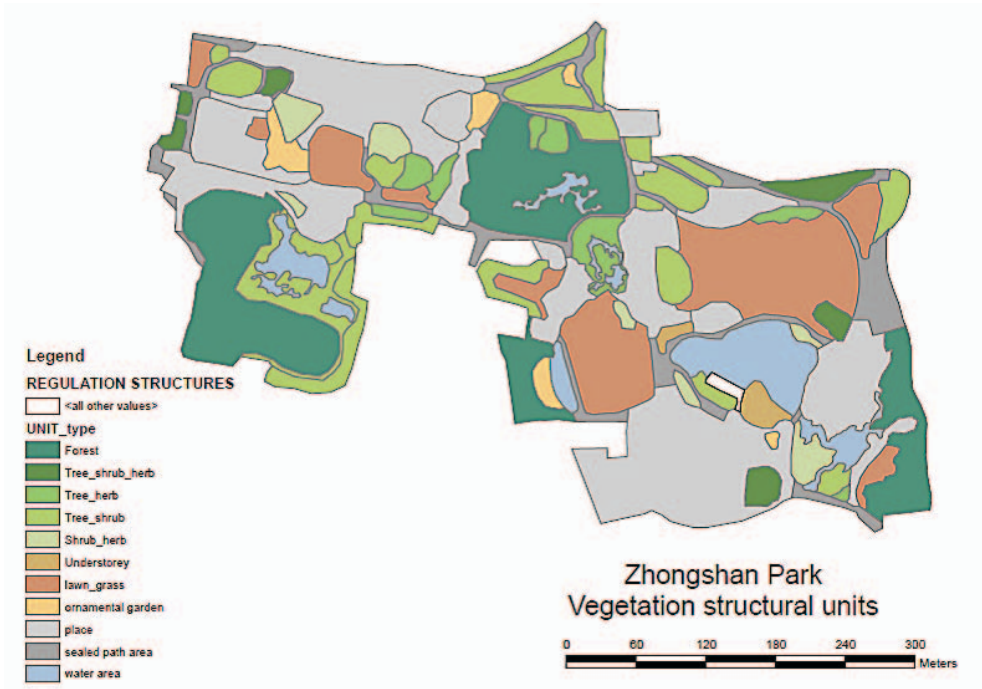 Legend
REGULATION STRUCTURES
<all other values>
UNIT_type
Forest
Tree_shrub_herb
Tree_herb
Tree_shrub
Shrub_herb
Understorey
lawn_grass
ornamental garden
place
sealed path area
water area
Zhongshan Park
Vegetation structural units
0 60 120 180 240 300
Meters